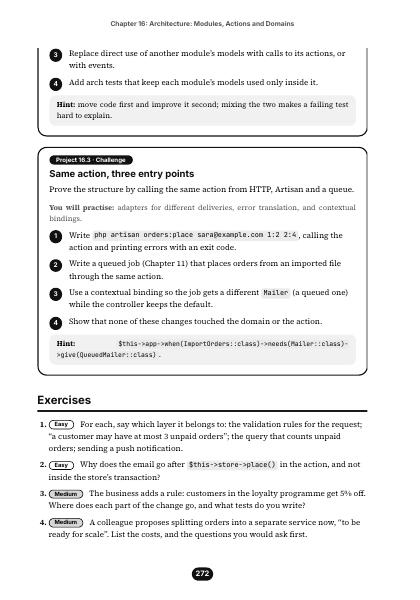 Chapter 16: Architecture: Modules, Actions and Domains
3 Replace direct use of another module's models with calls to its actions, or
with events.
4 Add arch tests that keep each module's models used only inside it.
Hint: move code first and improve it second; mixing the two makes a failing test
hard to explain.
Project 16.3 · Challenge
Same action, three entry points
Prove the structure by calling the same action from HTTP, Artisan and a queue.
You will practise: adapters for different deliveries, error translation, and contextual
bindings.
1 Write php artisan orders:place sara@example.com 1:2 2:4, calling the
action and printing errors with an exit code.
2 Write a queued job (Chapter 11) that places orders from an imported file
through the same action.
3 Use a contextual binding so the job gets a different Mailer (a queued one)
while the controller keeps the default.
4 Show that none of these changes touched the domain or the action.
Hint: $this->app->when(ImportOrders::class)->needs(Mailer::class)-
>give(QueuedMailer::class).
Exercises
1. Easy For each, say which layer it belongs to: the validation rules for the request;
"a customer may have at most 3 unpaid orders"; the query that counts unpaid
orders; sending a push notification.
2. Easy Why does the email go after $this->store->place() in the action, and not
inside the store's transaction?
3. Medium The business adds a rule: customers in the loyalty programme get 5% off.
Where does each part of the change go, and what tests do you write?
4. Medium A colleague proposes splitting orders into a separate service now, "to be
ready for scale". List the costs, and the questions you would ask first.
272